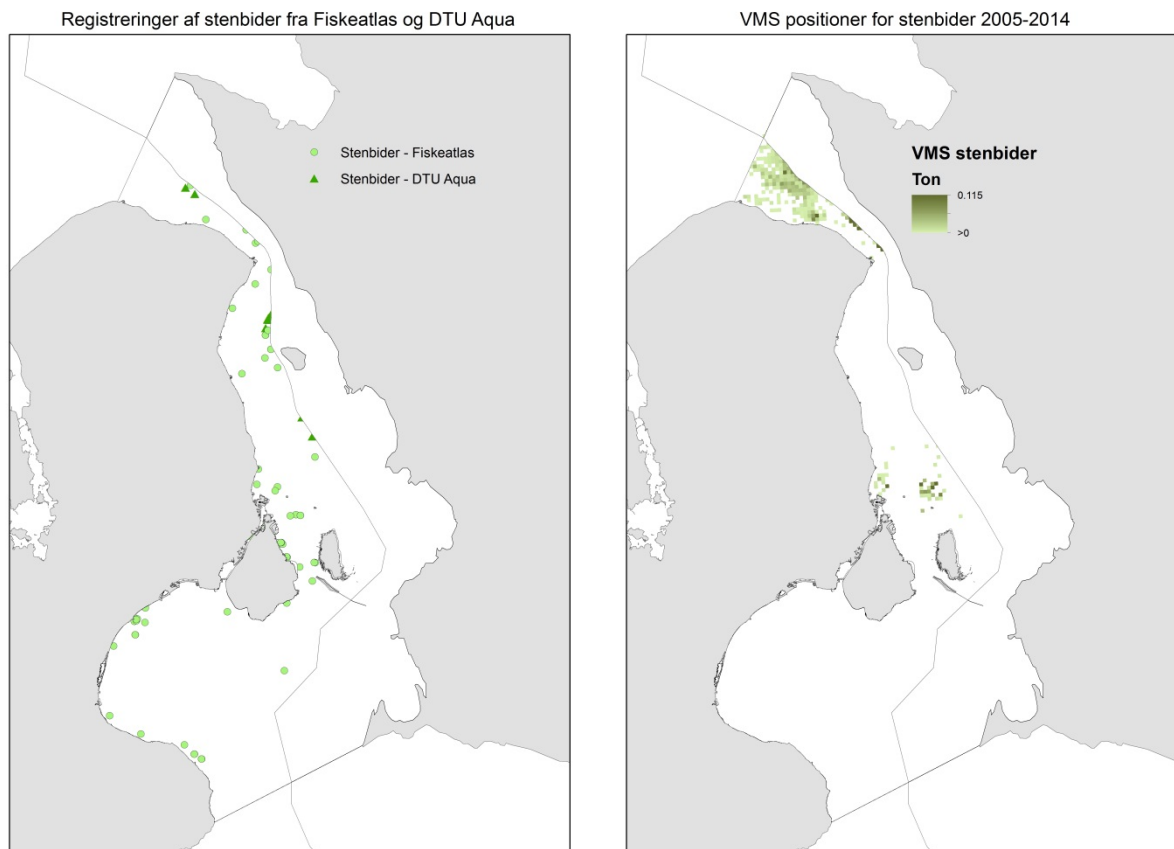 Registreringer af stenbider fra Fiskeatlas og DTU Aqua
Stenbider - Fiskeatlas
Stenbider - DTU Aqua
VMS positioner for stenbider 2005-2014
VMS stenbider
Ton
0.115
>0